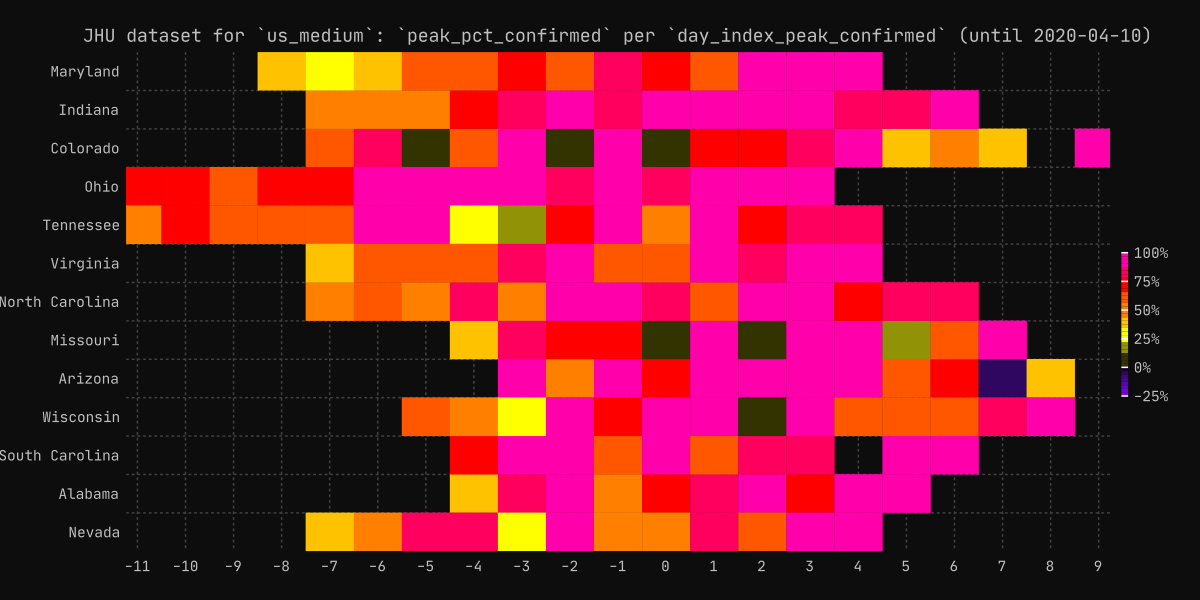 JHU dataset for `us_medium`: `peak_pct_confirmed` per `day_index_peak_confirmed` (until 2020-04-10)
Maryland
Indiana
Colorado
Ohio
Tennessee
Virginia
North Carolina
Missouri
Arizona
Wisconsin
South Carolina
Alabama
Nevada
-11 -10 -9 -8 -7 -6 -5 -4 -3 -2 -1 0 1 2 3 4 5 6 7 8 9
100%
75%
50%
25%
0%
-25%